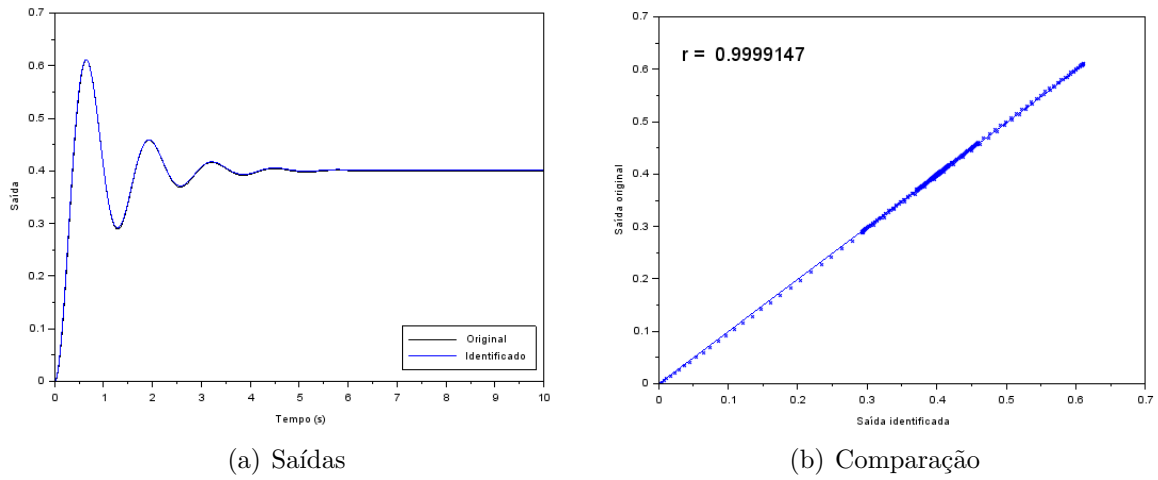 0.7
0.6
0.5
0.4
0.3
0.2
0.1
0
Saída
0 1 2 3 4 5 6 7 8 9 10
Tempo (s)
Original
Identificado
(a) Saídas
r = 0.9999147
0.7
0.6
0.5
0.4
0.3
0.2
0.1
0
Saída original
0 0.1 0.2 0.3 0.4 0.5 0.6 0.7
Saída identificada
(b) Comparação